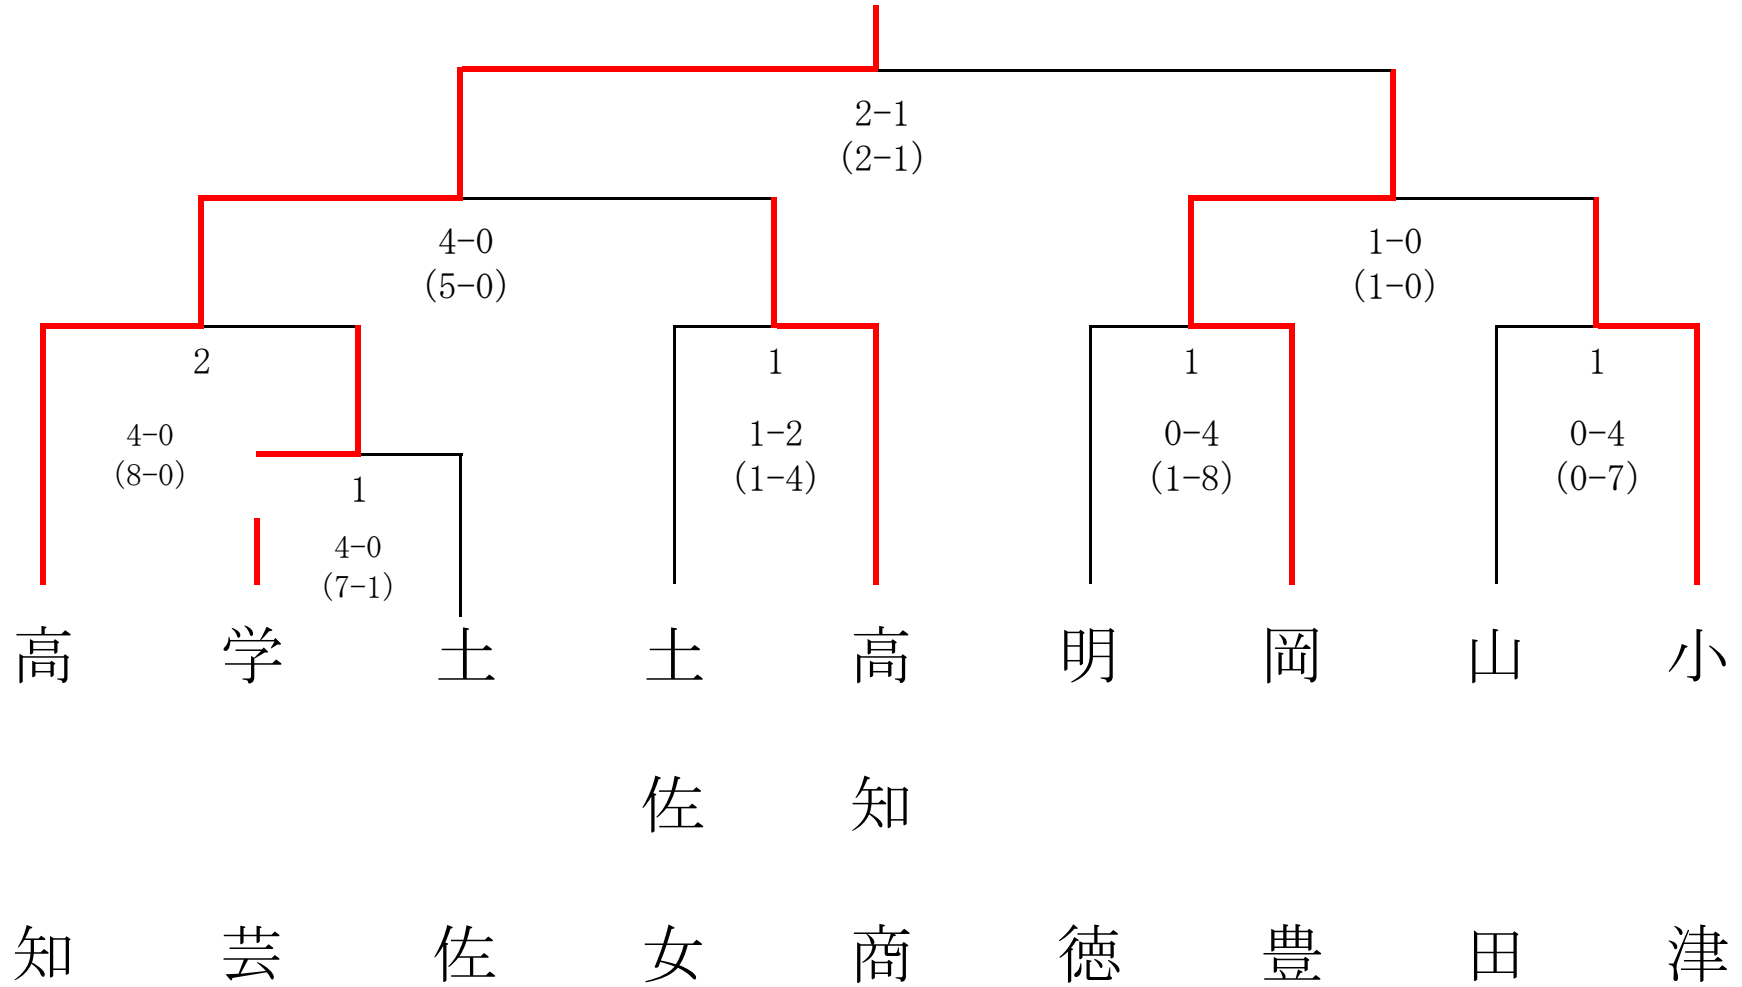 2-1
(2-1)
4-0
(5-0)
1-0
(1-0)
2
4-0
(8-0)
1
4-0
(7-1)
1
1-2
(1-4)
1
0-4
(1-8)
1
0-4
(0-7)
高知
学芸
土佐
土佐女
高知商
明徳
岡豊
山田
小津